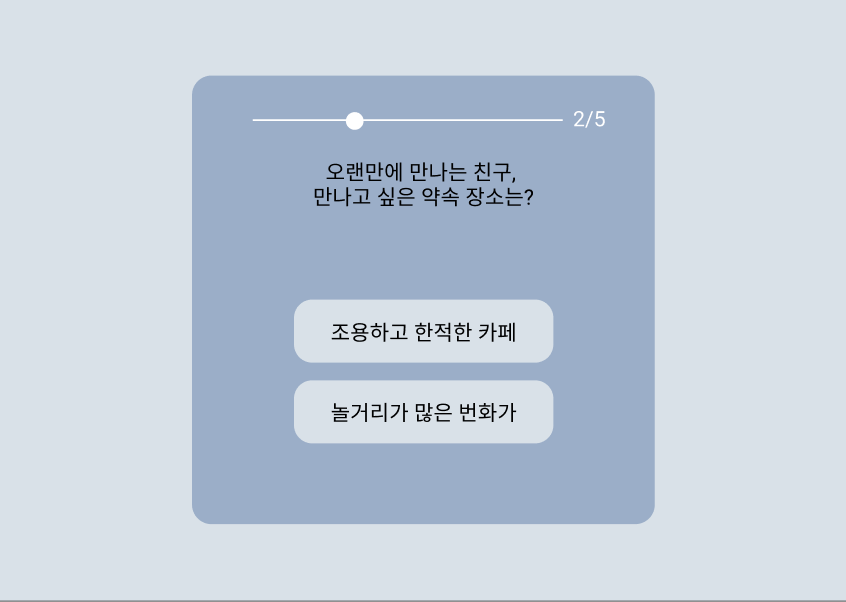 2/5
오랜만에 만나는 친구,
만나고 싶은 약속 장소는?
조용하고 한적한 카페
놀거리가 많은 번화가